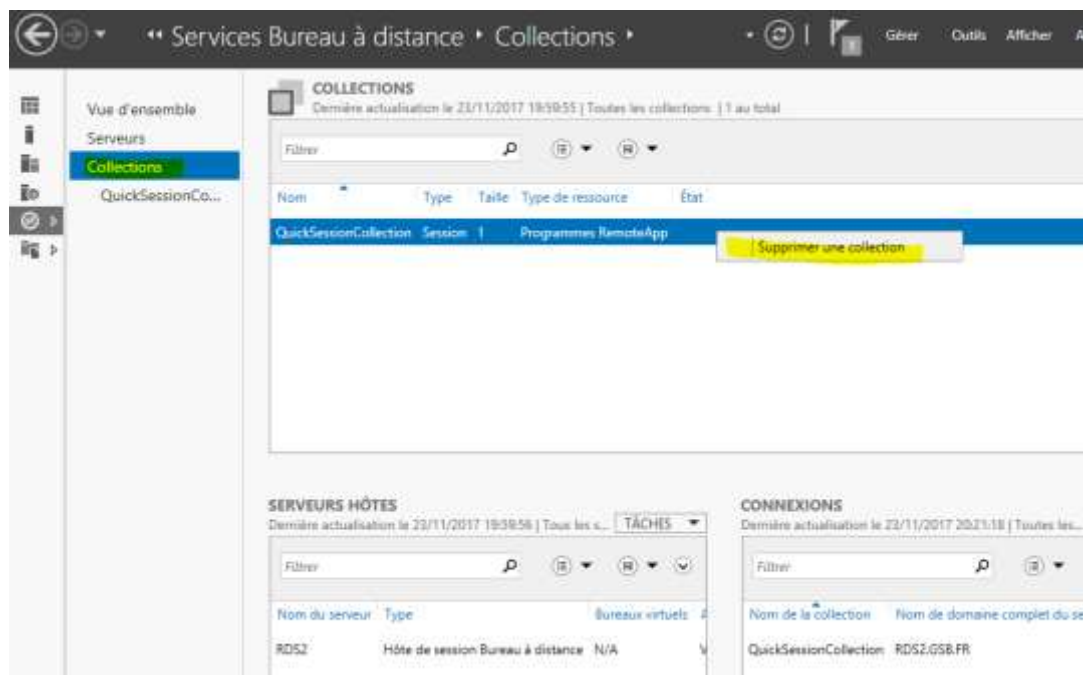 Services Bureau à distance Collections
Gérer Outils Afficher A
Vue d'ensemble
Serveurs
Collections
QuickSessionCo...
COLLECTIONS
Dernière actualisation le 23/11/2017 19:59:55 | Toutes les collections | 1 au total
Filtrer
Nom Type Taille Type de ressource État
QuickSessionCollection Session 1 Programmes RemoteApp
Supprimer une collection
SERVEURS HÔTES
Dernière actualisation le 23/11/2017 19:59:56 | Tous les s... TÂCHES
Filtrer
Nom du serveur Type Bureaux virtuels A
RDS2 Hôte de session Bureau à distance N/A V
CONNEXIONS
Dernière actualisation le 23/11/2017 20:21:18 | Toutes les...
Filtrer
Nom de la collection Nom de domaine complet du se
QuickSessionCollection RDS2.GSB.FR